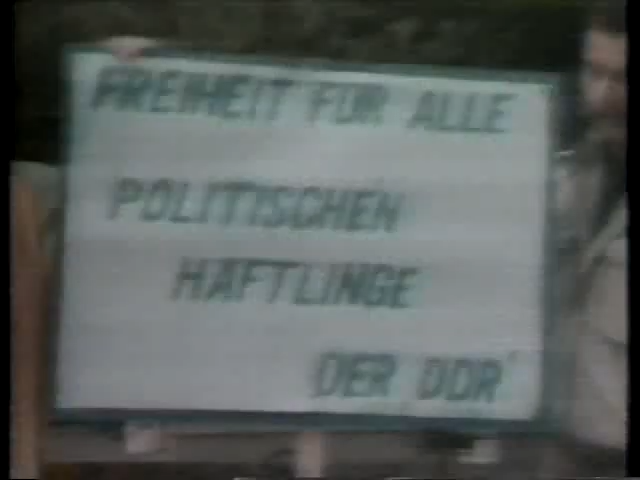 FREIHEIT FÜR ALLE
POLITISCHEN
HÄFTLINGE
DER DDR